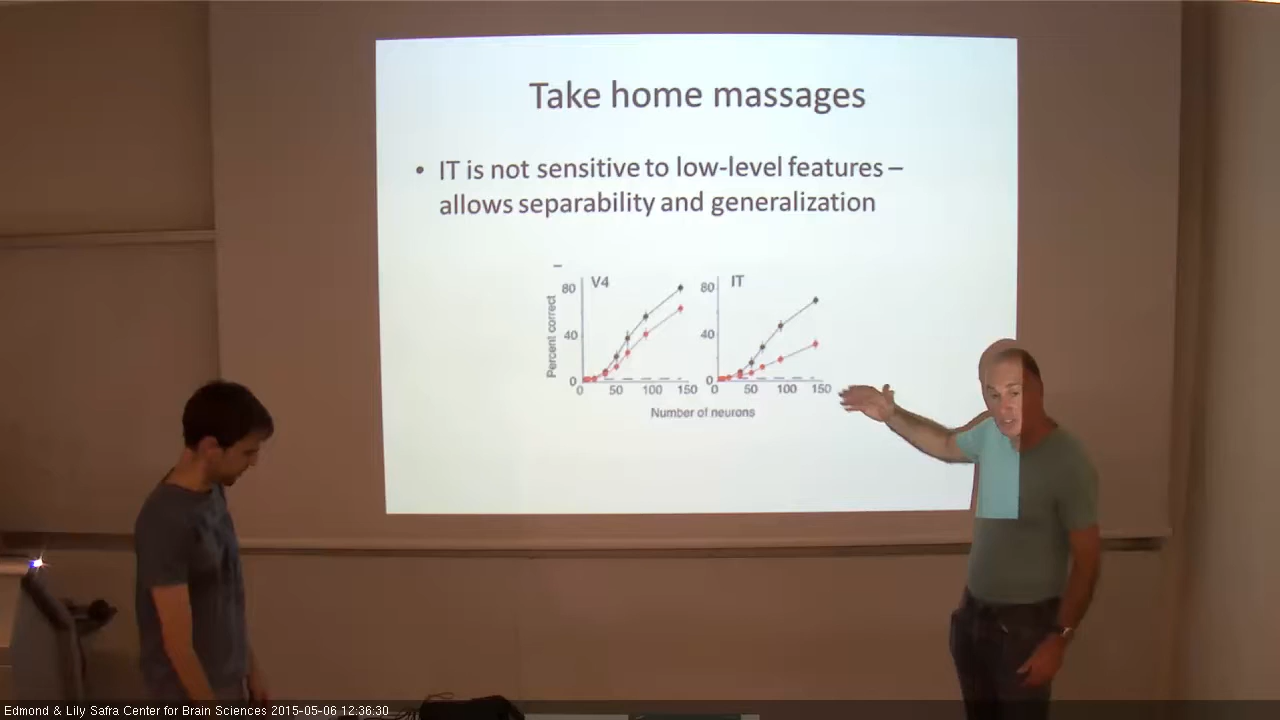 Take home massages
• IT is not sensitive to low-level features –
allows separability and generalization
–
V4
IT
Percent correct
80
40
0
80
40
0
0 50 100 150
0 50 100 150
Number of neurons
Edmond & Lily Safra Center for Brain Sciences 2015-05-06 12:36:30